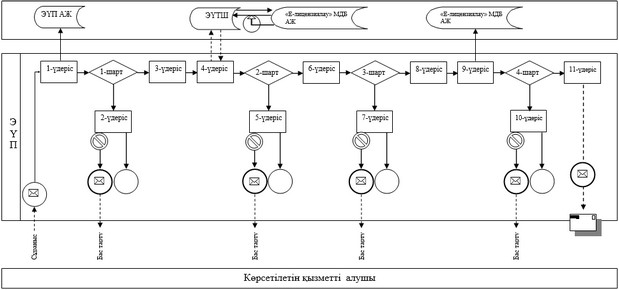 ЭҮП АЖ
ЭҮТШ
«Е-лицензиялау» МДБ
АЖ
«Е-лицензиялау» МДБ
АЖ
ЭҮП
1-үдеріс
1-шарт
3-үдеріс
4-үдеріс
2-шарт
6-үдеріс
3-шарт
8-үдеріс
9-үдеріс
4-шарт
11-үдеріс
2-үдеріс
5-үдеріс
7-үдеріс
10-үдеріс
Сұраныс
Бас тарту
Бас тарту
Бас тарту
Бас тарту
Көрсетілетін қызметті алушы